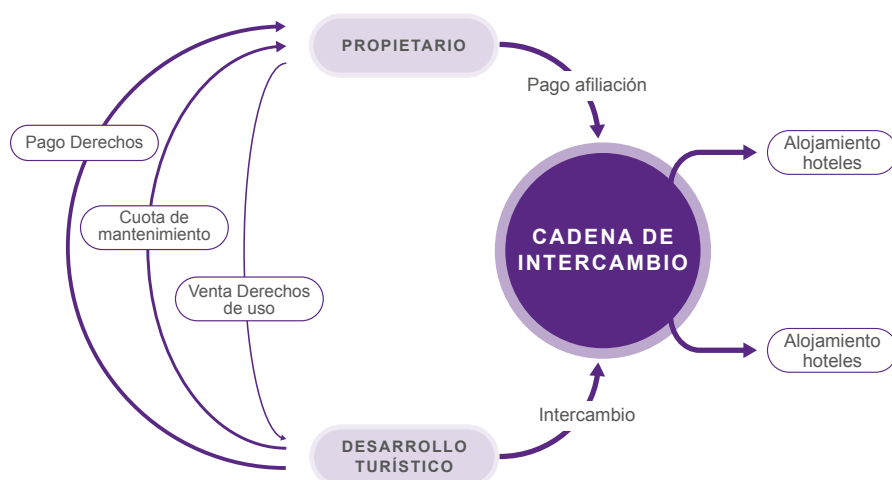 PROPIETARIO
Pago afiliación
Pago Derechos
Alojamiento
hoteles
Cuota de
mantenimiento
CADENA DE
INTERCAMBIO
Venta Derechos
de uso
Alojamiento
hoteles
Intercambio
DESARROLLO
TURÍSTICO